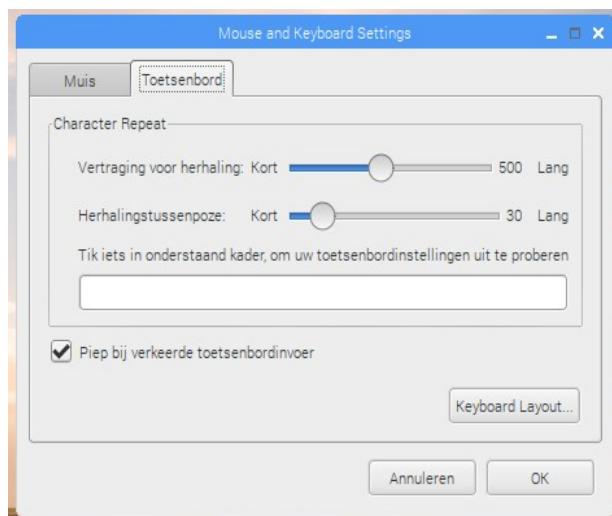 Mouse and Keyboard Settings
Muis Toetsenbord
Character Repeat
Vertraging voor herhaling: Kort 500 Lang
Herhalingstussenpoze: Kort 30 Lang
Tik iets in onderstaand kader, om uw toetsenbordinstellingen uit te proberen
Piep bij verkeerde toetsenbordinvoer
Keyboard Layout...
Annuleren OK